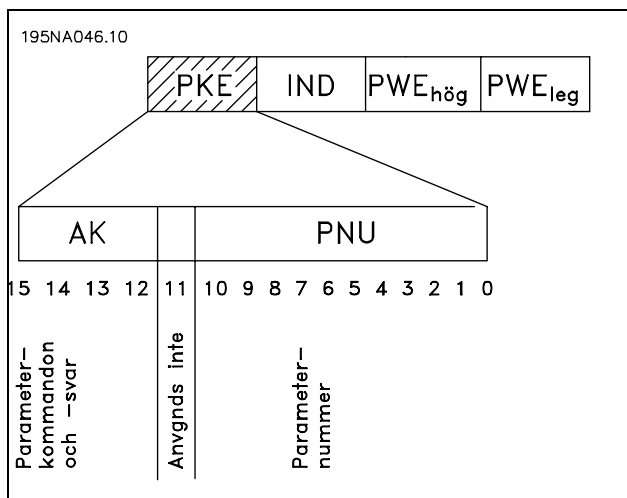 195NA046.10
PKE IND PWEhög PWEleg
AK PNU
15 14 13 12 11 10 9 8 7 6 5 4 3 2 1 0
Parameter–
kommandon
och –svar
Anvgnds inte
Parameter–
nummer